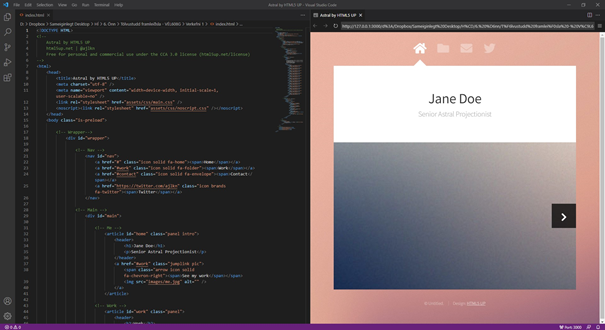 File Edit Selection View Go Run Terminal Help
Astral by HTML5 UP - Visual Studio Code
index.html
Astral by HTML5 UP
index.html
<!DOCTYPE HTML>
<!--
Astral by HTML5 UP
html5up.net | @ajlkn
Free for personal and commercial use under the CCA 3.0 license (html5up.net/license)
-->
<html>
<head>
<title>Astral by HTML5 UP</title>
<meta charset="utf-8" />
<meta name="viewport" content="width=device-width, initial-scale=1,
user-scalable=no" />
<link rel="stylesheet" href="assets/css/main.css" />
<noscript><link rel="stylesheet" href="assets/css/noscript.css" /></noscript>
</head>
<body class="is-preload">
<!-- Wrapper-->
<div id="wrapper">
<!-- Nav -->
<nav id="nav">
<a href="#" class="icon solid fa-home"><span>Home</span></a>
<a href="#work" class="icon solid fa-folder"><span>Work</span></a>
<a href="#contact" class="icon solid fa-envelope"><span>Contact</
span></a>
<a href="https://twitter.com/ajlkn" class="icon brands
fa-twitter"><span>Twitter</span></a>
</nav>
<!-- Main -->
<div id="main">
<!-- Me -->
<article id="home" class="panel intro">
<header>
<h1>Jane Doe</h1>
<p>Senior Astral Projectionist</p>
</header>
<a href="#work" class="jumplink pic">
<span class="arrow icon solid
fa-chevron-right"><span>See my work</span></span>
<img src="images/me.jpg" alt="" />
</a>
</article>
<!-- Work -->
<article id="work" class="panel">
<header>
Jane Doe
Senior Astral Projectionist
© Untitled. Design: HTML5 UP
Port: 3000